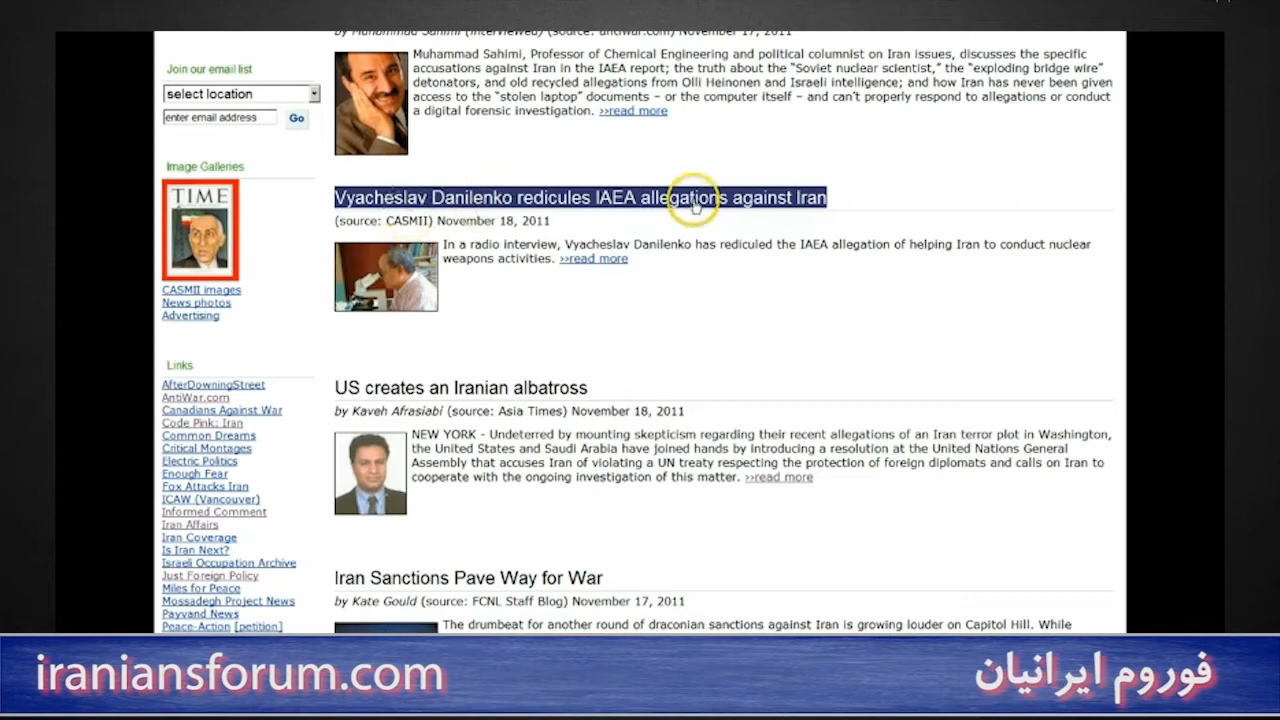 by Muhammad Sahimi (interviewed) (source: antiwar.com) November 17, 2011
Muhammad Sahimi, Professor of Chemical Engineering and political columnist on Iran issues, discusses the specific
accusations against Iran in the IAEA report; the truth about the “Soviet nuclear scientist,” the “exploding bridge wire”
detonators, and old recycled allegations from Olli Heinonen and Israeli intelligence; and how Iran has never been given
access to the “stolen laptop” documents – or the computer itself – and can’t properly respond to allegations or conduct
a digital forensic investigation. >>read more
Vyacheslav Danilenko redicules IAEA allegations against Iran
(source: CASMII) November 18, 2011
In a radio interview, Vyacheslav Danilenko has rediculed the IAEA allegation of helping Iran to conduct nuclear
weapons activities. >>read more
US creates an Iranian albatross
by Kaveh Afrasiabi (source: Asia Times) November 18, 2011
NEW YORK - Undeterred by mounting skepticism regarding their recent allegations of an Iran terror plot in Washington,
the United States and Saudi Arabia have joined hands by introducing a resolution at the United Nations General
Assembly that accuses Iran of violating a UN treaty respecting the protection of foreign diplomats and calls on Iran to
cooperate with the ongoing investigation of this matter. >>read more
Iran Sanctions Pave Way for War
by Kate Gould (source: FCNL Staff Blog) November 17, 2011
The drumbeat for another round of draconian sanctions against Iran is growing louder on Capitol Hill. While
Join our email list
select location
enter email address Go
Image Galleries
TIME
CASMII images
News photos
Advertising
Links
AfterDowningStreet
AntiWar.com
Canadians Against War
Code Pink: Iran
Common Dreams
Critical Montages
Electric Politics
Enough Fear
Fox Attacks Iran
ICAW (Vancouver)
Informed Comment
Iran Affairs
Iran Coverage
Is Iran Next?
Israeli Occupation Archive
Just Foreign Policy
Miles for Peace
Mossadegh Project News
Payvand News
Peace-Action [petition]
iraniansforum.com
فوروم ایرانیان